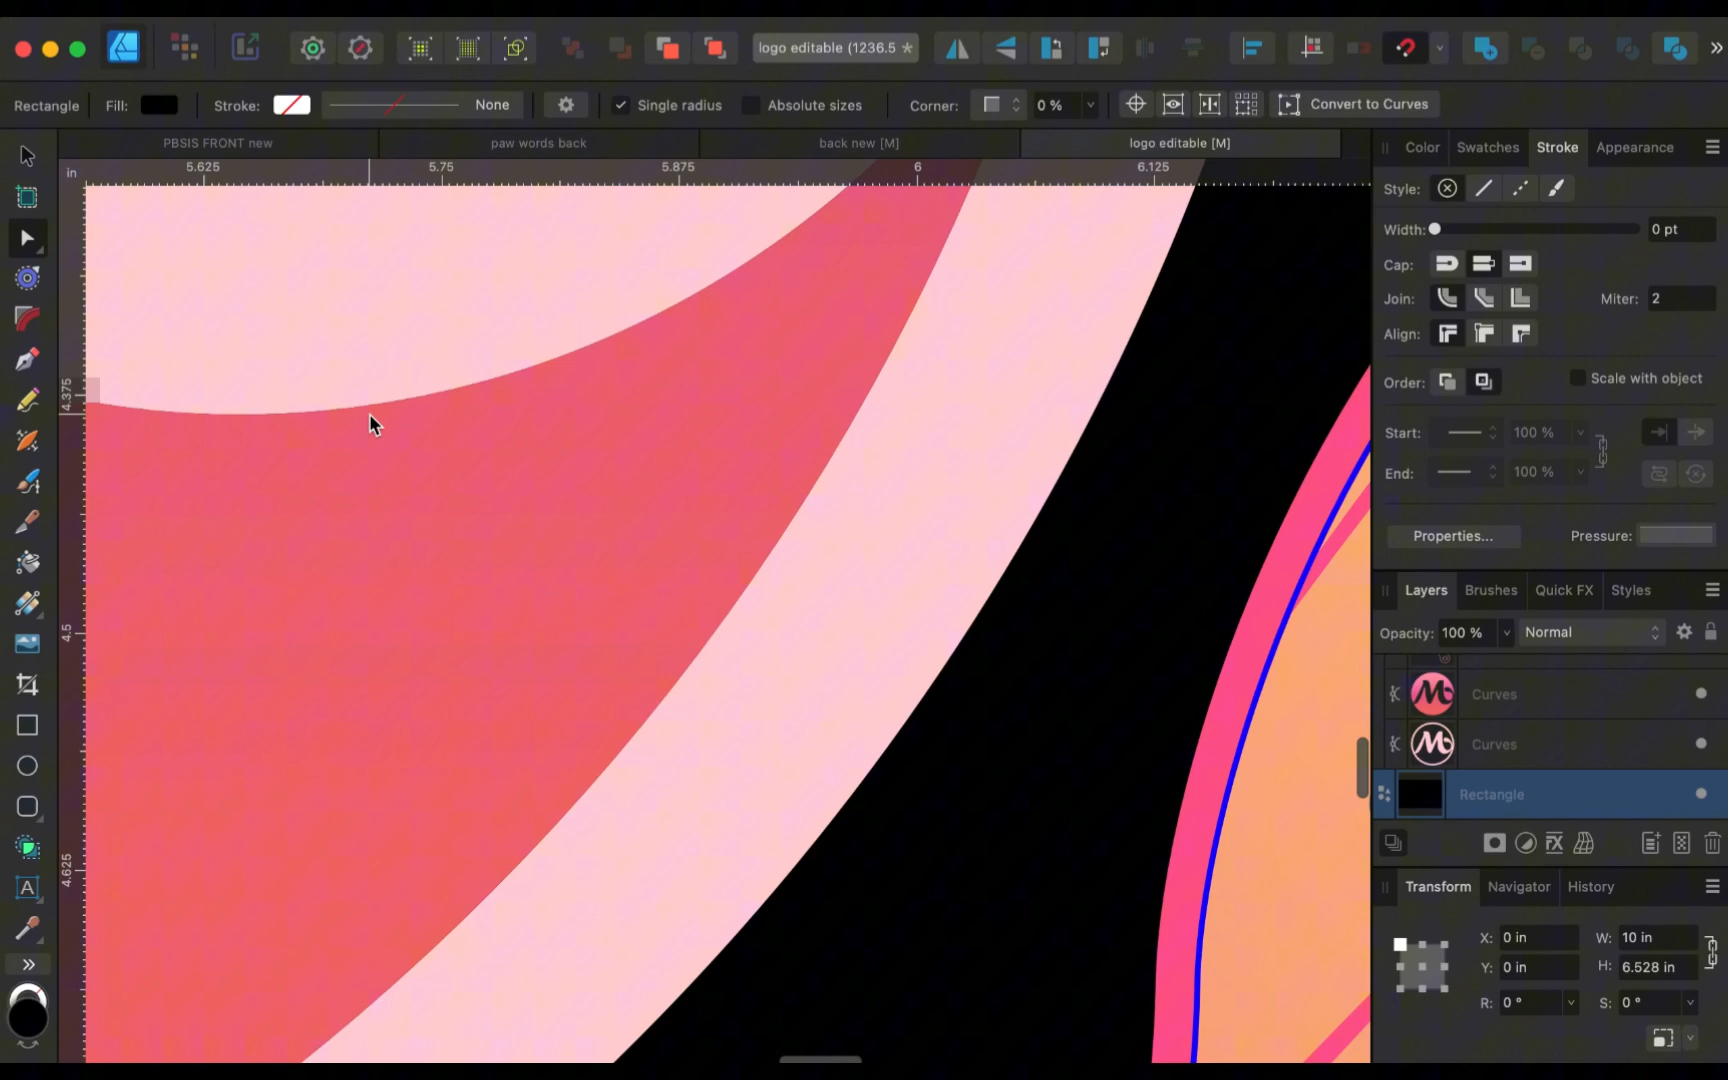 logo editable (1236.5 *
Rectangle Fill: Stroke: None Single radius Absolute sizes Corner: 0 % Convert to Curves
PBSIS FRONT new paw words back back new [M] logo editable [M]
in 5.625 5.75 5.875 6 6.125
4.375
4.5
4.625
Color Swatches Stroke Appearance
Style:
Width: 0 pt
Cap:
Join: Miter: 2
Align:
Order: Scale with object
Start: 100 %
End: 100 %
Properties... Pressure:
Layers Brushes Quick FX Styles
Opacity: 100 % Normal
M Curves
M Curves
Rectangle
FX
Transform Navigator History
X: 0 in W: 10 in
Y: 0 in H: 6.528 in
R: 0 ° S: 0 °
A